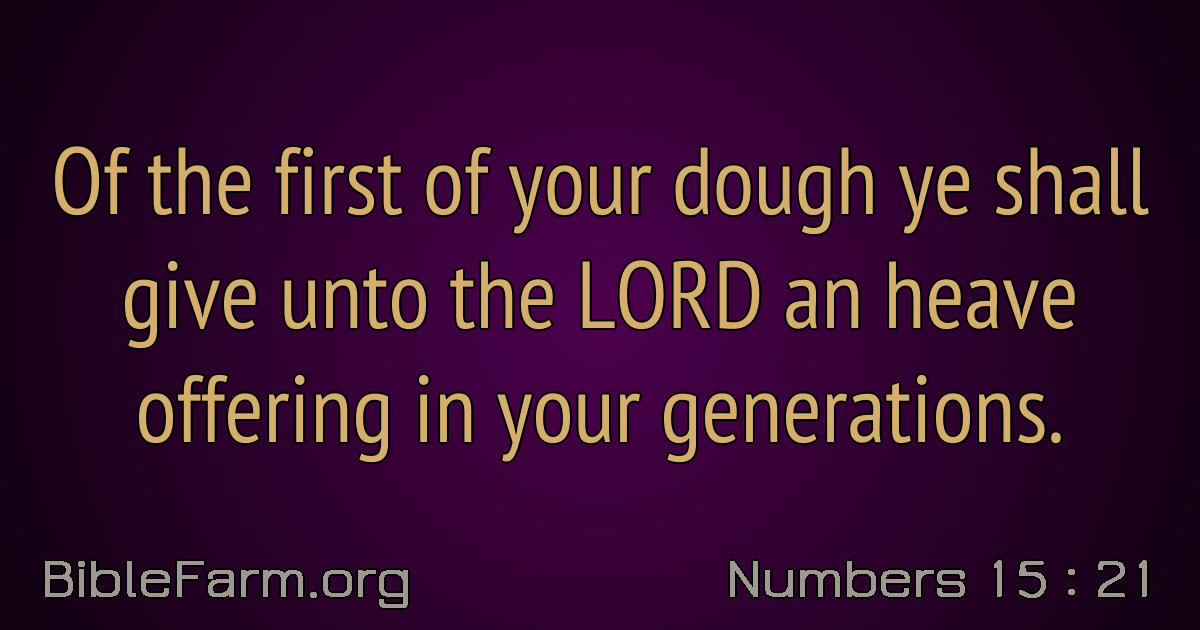 Of the first of your dough ye shall
give unto the LORD an heave
offering in your generations.
BibleFarm.org
Numbers 15 : 21